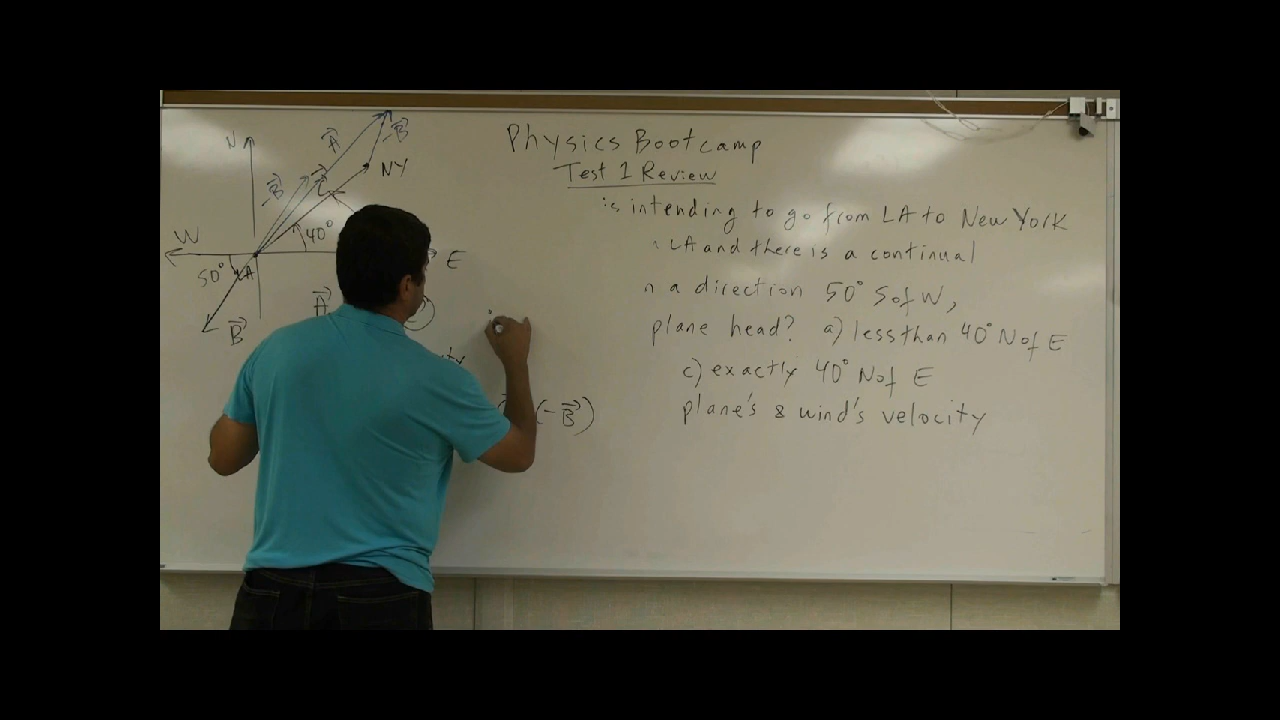 Physics Bootcamp
Test 1 Review
is intending to go from LA to New York
LA and there is a continual
in a direction 50° S of W,
plane head? a) less than 40° N of E
c) exactly 40° N of E
plane's & wind's velocity
N
A
-B
NY
-B
C
W
40°
E
50°
LA
B
A
(-B)